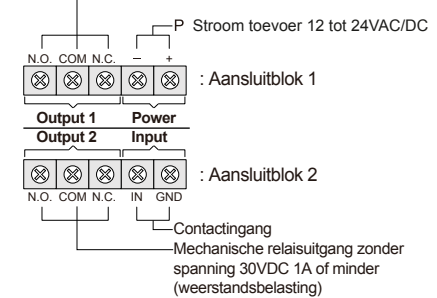 P Stroom toevoer 12 tot 24VAC/DC
N.O. COM N.C. – +
: Aansluitblok 1
Output 1 Power
Output 2 Input
: Aansluitblok 2
N.O. COM N.C. IN GND
Contactingang
Mechanische relaisuitgang zonder
spanning 30VDC 1A of minder
(weerstandsbelasting)